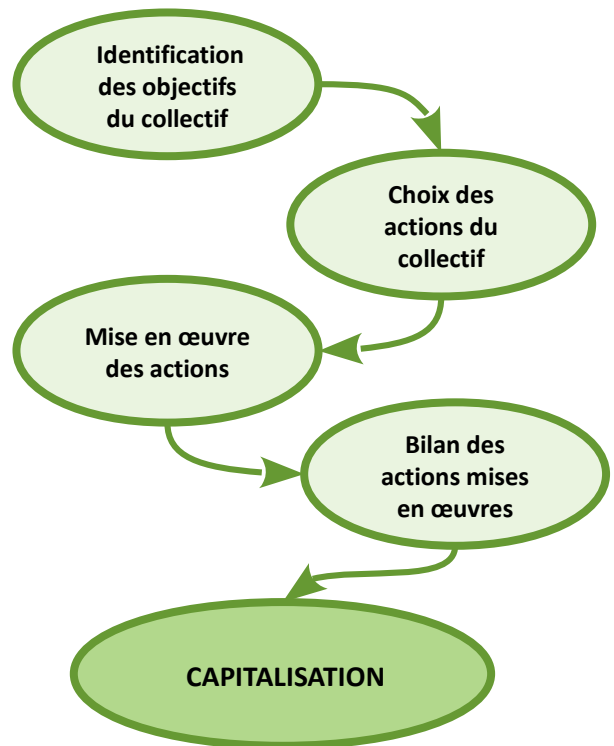 Identification
des objectifs
du collectif
Choix des
actions du
collectif
Mise en œuvre
des actions
Bilan des
actions mises
en œuvres
CAPITALISATION